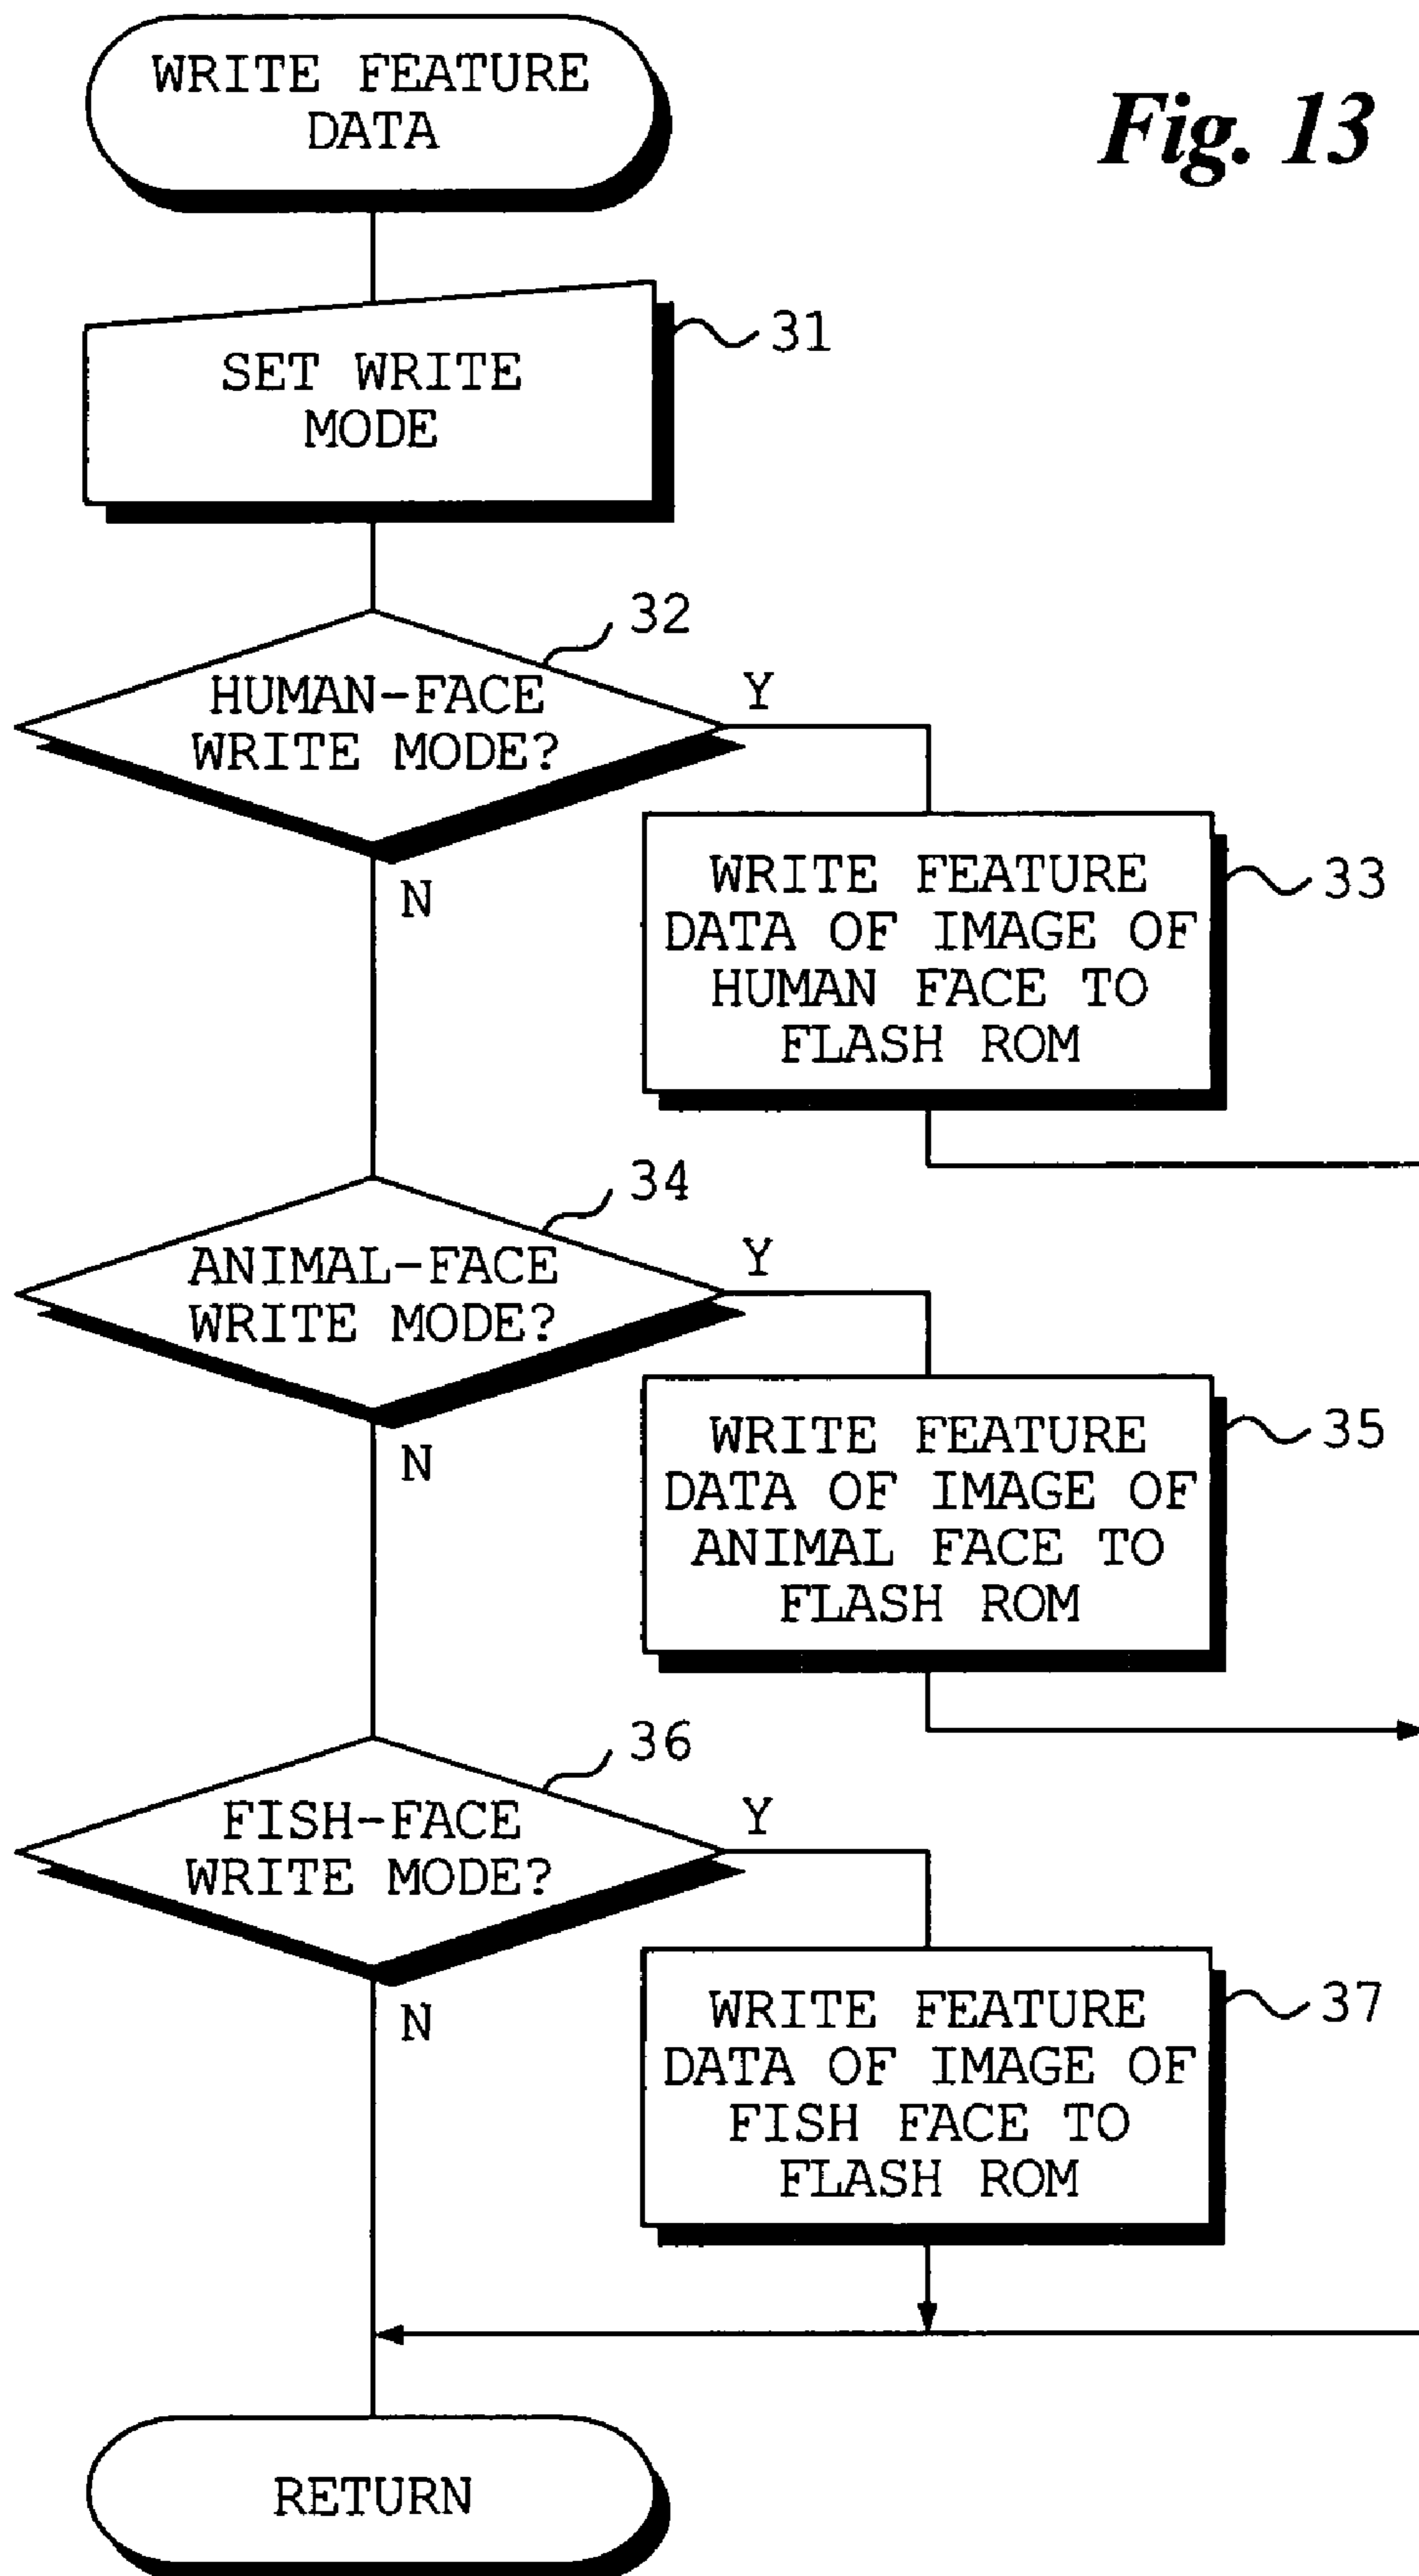 WRITE FEATURE
DATA
Fig. 13
SET WRITE
MODE
31
HUMAN-FACE
WRITE MODE?
32
Y
N
WRITE FEATURE
DATA OF IMAGE OF
HUMAN FACE TO
FLASH ROM
33
ANIMAL-FACE
WRITE MODE?
34
Y
N
WRITE FEATURE
DATA OF IMAGE OF
ANIMAL FACE TO
FLASH ROM
35
FISH-FACE
WRITE MODE?
36
Y
N
WRITE FEATURE
DATA OF IMAGE OF
FISH FACE TO
FLASH ROM
37
RETURN